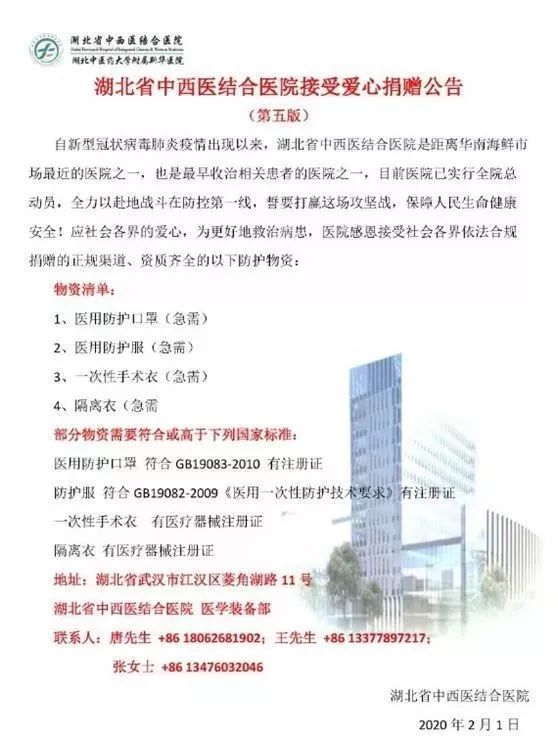 湖北省中西医结合医院
Hubei Provincial Hospital of Integrated Chinese & Western Medicine
湖北中医药大学附属新华医院
湖北省中西医结合医院接受爱心捐赠公告
（第五版）
自新型冠状病毒肺炎疫情出现以来，湖北省中西医结合医院是距离华南海鲜市
场最近的医院之一，也是最早收治相关患者的医院之一，目前医院已实行全院总
动员，全力以赴地战斗在防控第一线，誓要打赢这场攻坚战，保障人民生命健康
安全！应社会各界的爱心，为更好地救治病患，医院感恩接受社会各界依法合规
捐赠的正规渠道、资质齐全的以下防护物资：
物资清单：
1、医用防护口罩（急需）
2、医用防护服（急需）
3、一次性手术衣（急需）
4、隔离衣（急需
部分物资需要符合或高于下列国家标准：
医用防护口罩 符合 GB19083-2010 有注册证
防护服 符合 GB19082-2009《医用一次性防护技术要求》有注册证
一次性手术衣 有医疗器械注册证
隔离衣 有医疗器械注册证
地址：湖北省武汉市江汉区菱角湖路 11 号
湖北省中西医结合医院 医学装备部
联系人：唐先生 +86 18062681902；王先生 +86 13377897217；
张女士 +86 13476032046
湖北省中西医结合医院
2020 年 2 月 1 日